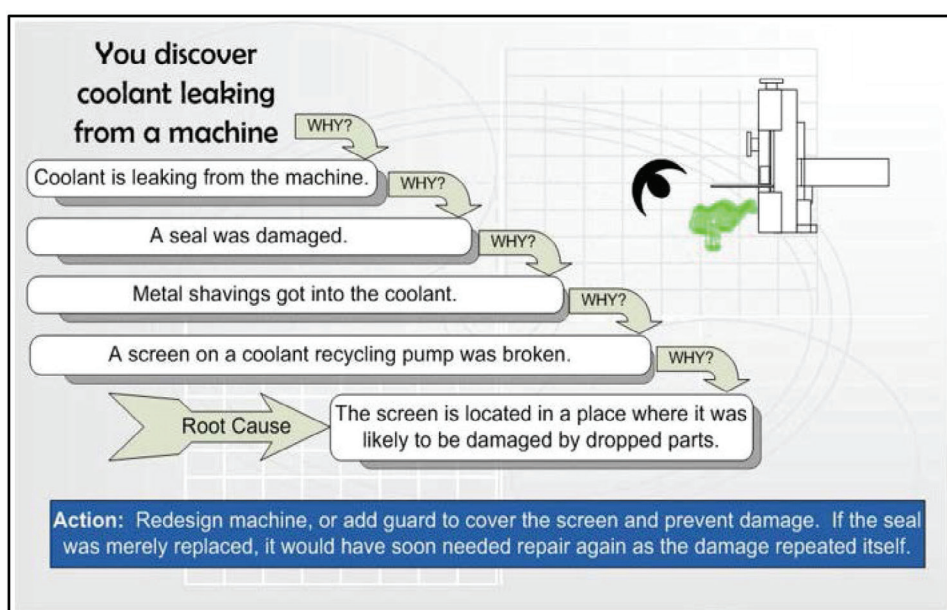 You discover
coolant leaking
from a machine
WHY?
Coolant is leaking from the machine.
WHY?
A seal was damaged.
WHY?
Metal shavings got into the coolant.
WHY?
A screen on a coolant recycling pump was broken.
WHY?
Root Cause
The screen is located in a place where it was
likely to be damaged by dropped parts.
Action: Redesign machine, or add guard to cover the screen and prevent damage. If the seal
was merely replaced, it would have soon needed repair again as the damage repeated itself.